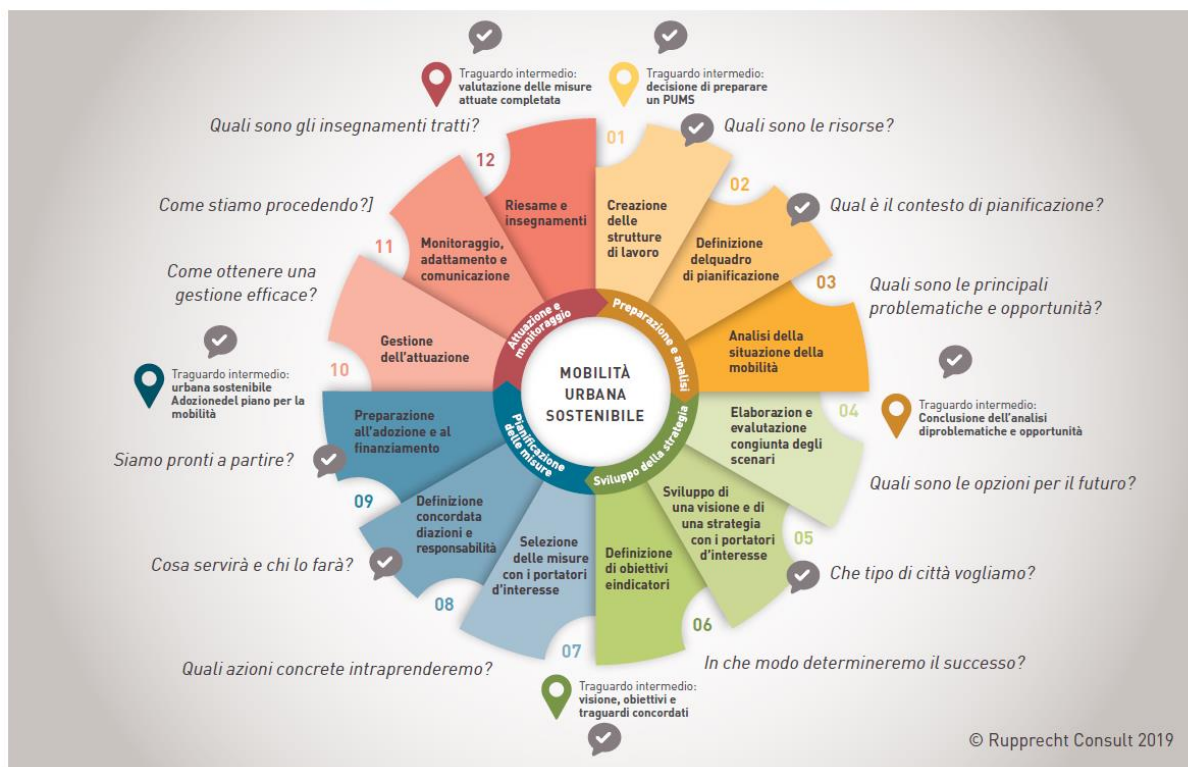 Traguardo intermedio:
valutazione delle misure
attuate completata
Traguardo intermedio:
decisione di preparare
un PUMS
Quali sono gli insegnamenti tratti?
Quali sono le risorse?
Come stiamo procedendo?]
Qual è il contesto di pianificazione?
Come ottenere una
gestione efficace?
Quali sono le principali
problematiche e opportunità?
01
Creazione
delle
strutture
di lavoro
02
Definizione
delquadro
di pianificazione
03
Analisi della
situazione della
mobilità
Traguardo intermedio:
Conclusione dell'analisi
diproblematiche e opportunità
04
Elaborazion e
evalutazione
congiunta degli
scenari
Quali sono le opzioni per il futuro?
05
Sviluppo di
una visione e di
una strategia
con i portatori
d'interesse
Che tipo di città vogliamo?
06
Definizione
di obiettivi
eindicatori
In che modo determineremo il successo?
Traguardo intermedio:
visione, obiettivi e
traguardi concordati
07
Selezione
delle misure
con i portatori
d'interesse
Quali azioni concrete intraprenderemo?
08
Definizione
concordata
diazioni e
responsabilità
Cosa servirà e chi lo farà?
09
Preparazione
all'adozione e al
finanziamento
Siamo pronti a partire?
Traguardo intermedio:
urbana sostenibile
Adozionedel piano per la
mobilità
10
Gestione
dell'attuazione
11
Monitoraggio,
adattamento e
comunicazione
12
Riesame e
insegnamenti
Preparazione e analisi
Sviluppo della strategia
Pianificazione
delle misure
Attuazione e
monitoraggio
MOBILITÀ
URBANA
SOSTENIBILE
© Rupprecht Consult 2019